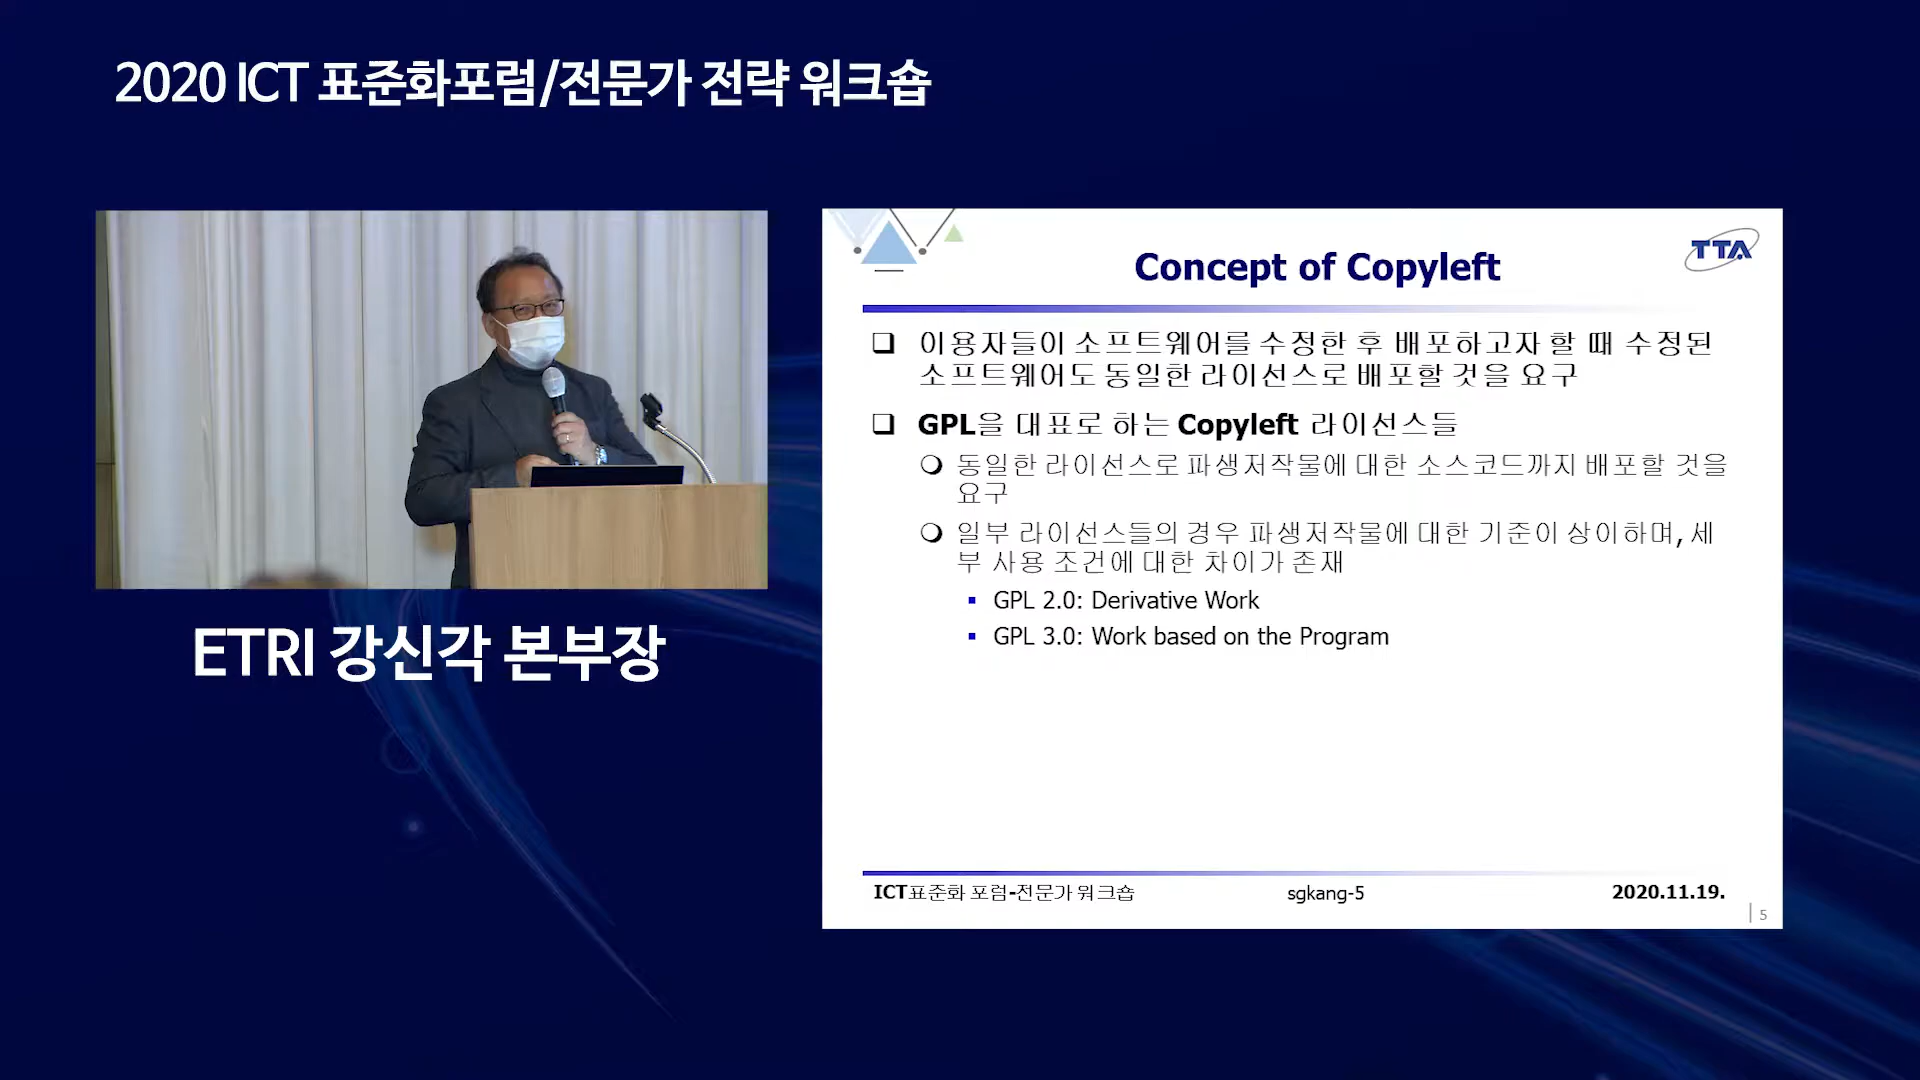 2020 ICT 표준화포럼/전문가 전략 워크숍
ETRI 강신각 본부장
TTA
Concept of Copyleft
❑ 이용자들이 소프트웨어를 수정한 후 배포하고자 할 때 수정된
소프트웨어도 동일한 라이선스로 배포할 것을 요구
❑ GPL을 대표로 하는 Copyleft 라이선스들
❍ 동일한 라이선스로 파생저작물에 대한 소스코드까지 배포할 것을
요구
❍ 일부 라이선스들의 경우 파생저작물에 대한 기준이 상이하며, 세
부 사용 조건에 대한 차이가 존재
▪ GPL 2.0: Derivative Work
▪ GPL 3.0: Work based on the Program
ICT표준화 포럼-전문가 워크숍 sgkang-5 2020.11.19.
5